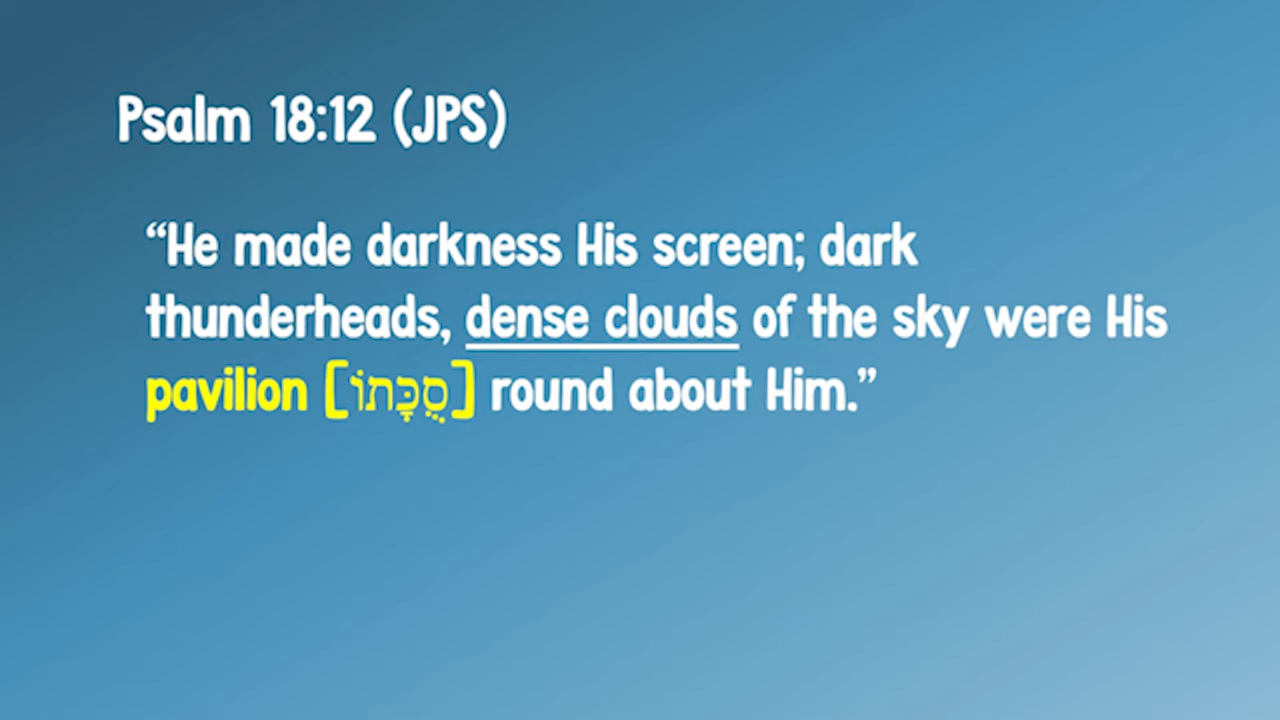 Psalm 18:12 (JPS)
“He made darkness His screen; dark
thunderheads, dense clouds of the sky were His
pavilion [סֻכָּתוֹ] round about Him.”